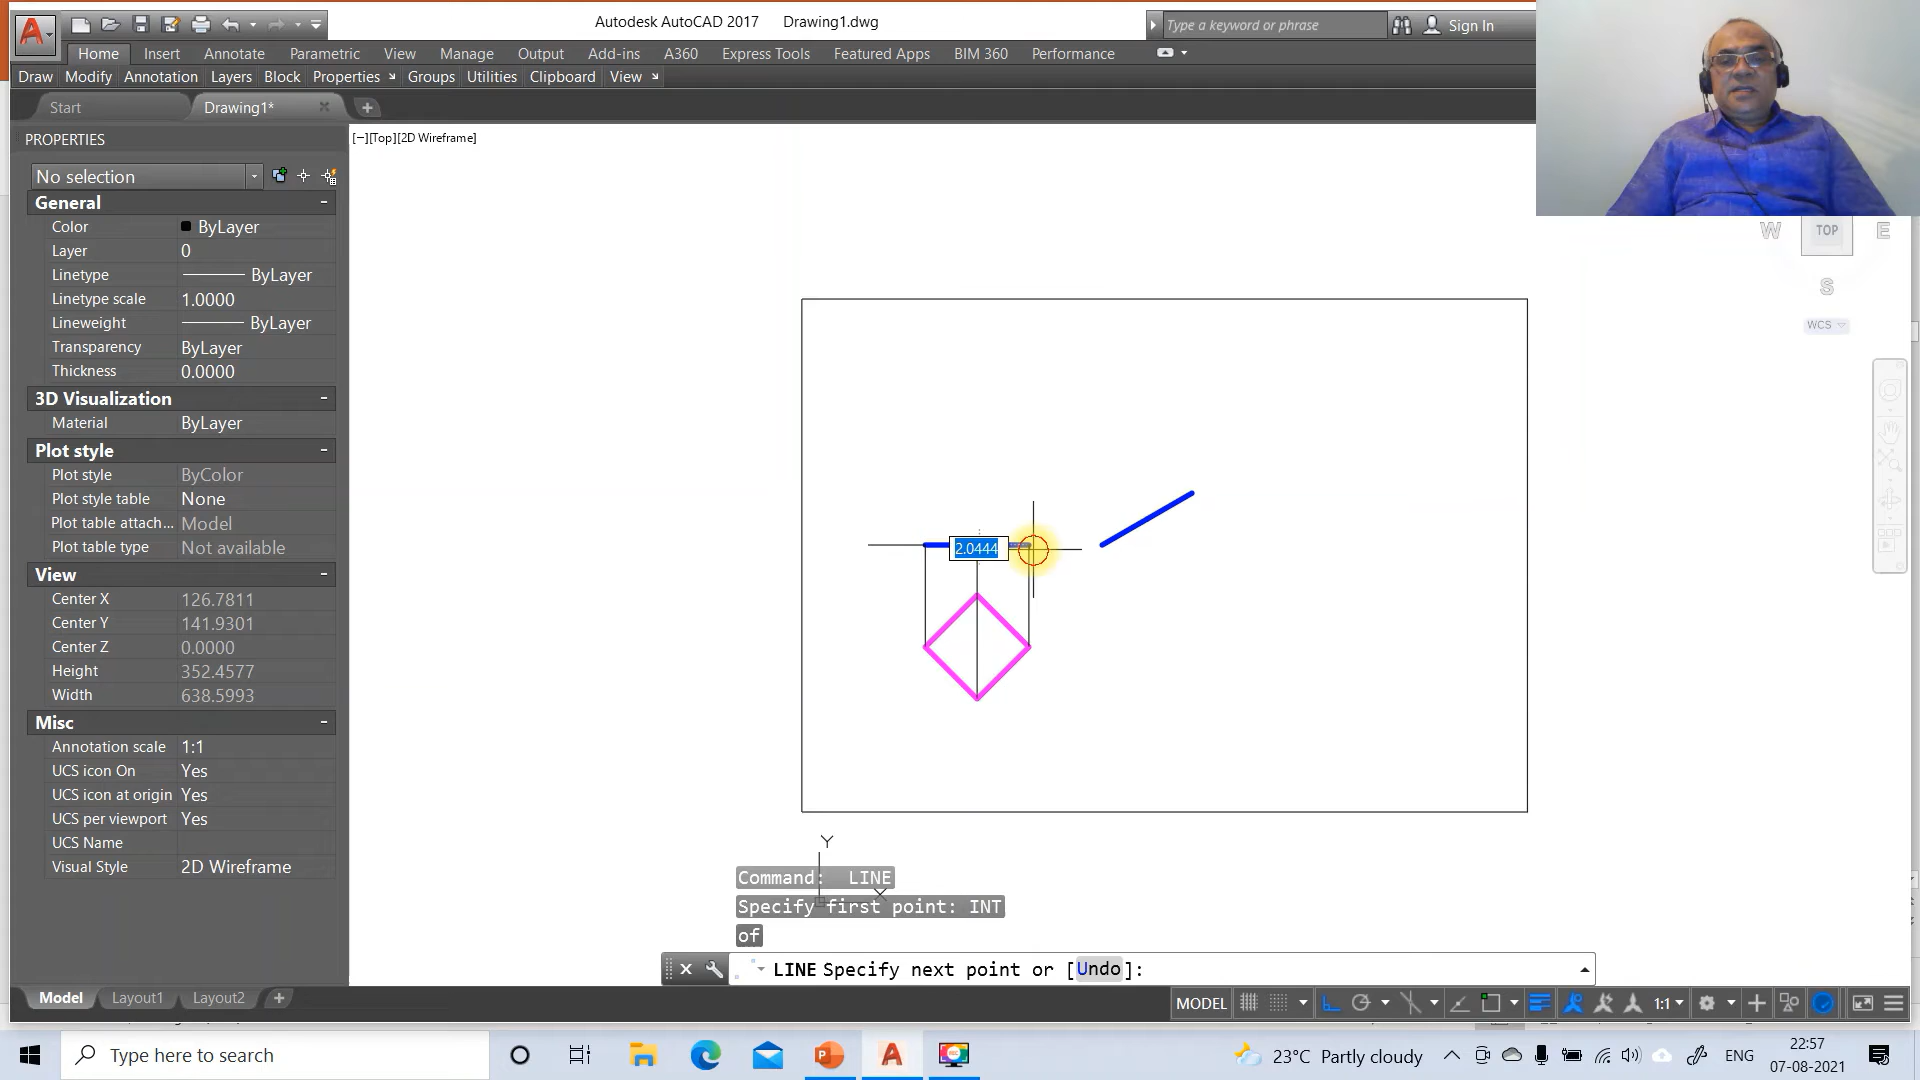 Autodesk AutoCAD 2017 Drawing1.dwg
Type a keyword or phrase
Sign In
Home Insert Annotate Parametric View Manage Output Add-ins A360 Express Tools Featured Apps BIM 360 Performance
Draw Modify Annotation Layers Block Properties Groups Utilities Clipboard View
Start Drawing1*
PROPERTIES
[−][Top][2D Wireframe]
No selection
General
Color ByLayer
Layer 0
Linetype ByLayer
Linetype scale 1.0000
Lineweight ByLayer
Transparency ByLayer
Thickness 0.0000
3D Visualization
Material ByLayer
Plot style
Plot style ByColor
Plot style table None
Plot table attach... Model
Plot table type Not available
View
Center X 126.7811
Center Y 141.9301
Center Z 0.0000
Height 352.4577
Width 638.5993
Misc
Annotation scale 1:1
UCS icon On Yes
UCS icon at origin Yes
UCS per viewport Yes
UCS Name
Visual Style 2D Wireframe
W TOP E
S
WCS
2.0444
Y
X
Command: LINE
Specify first point: INT
of
LINE Specify next point or [Undo]:
Model Layout1 Layout2
MODEL 1:1
Type here to search
23°C Partly cloudy
ENG
22:57
07-08-2021